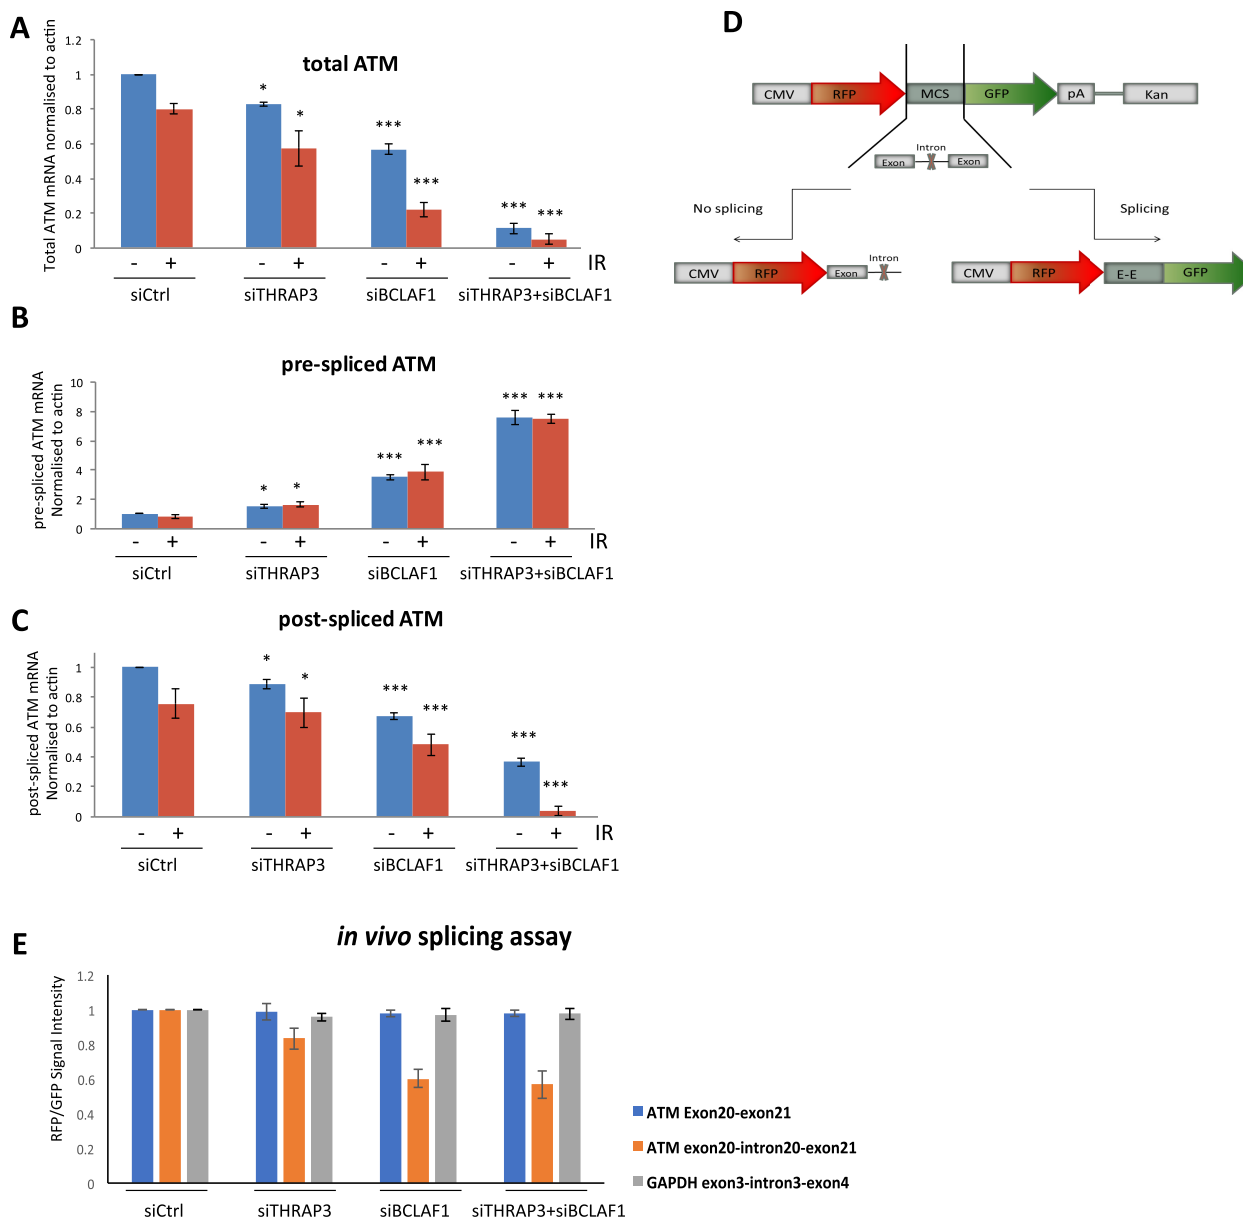 A
total ATM
Total ATM mRNA normalised to actin
1.2
1
0.8
0.6
0.4
0.2
0
*
*
***
***
***
***
- + - + - + - + IR
siCtrl siTHRAP3 siBCLAF1 siTHRAP3+siBCLAF1
B
pre-spliced ATM
pre-spliced ATM mRNA
Normalised to actin
10
8
6
4
2
0
* *
*** ***
*** ***
- + - + - + - + IR
siCtrl siTHRAP3 siBCLAF1 siTHRAP3+siBCLAF1
C
post-spliced ATM
post-spliced ATM mRNA
Normalised to actin
1
0.8
0.6
0.4
0.2
0
*
*
***
***
***
***
- + - + - + - + IR
siCtrl siTHRAP3 siBCLAF1 siTHRAP3+siBCLAF1
D
CMV RFP MCS GFP pA Kan
Intron
Exon Exon
No splicing Splicing
Intron
CMV RFP Exon
CMV RFP E-E GFP
E
in vivo splicing assay
RFP/GFP Signal Intensity
1.2
1
0.8
0.6
0.4
0.2
0
siCtrl siTHRAP3 siBCLAF1 siTHRAP3+siBCLAF1
ATM Exon20-exon21
ATM exon20-intron20-exon21
GAPDH exon3-intron3-exon4